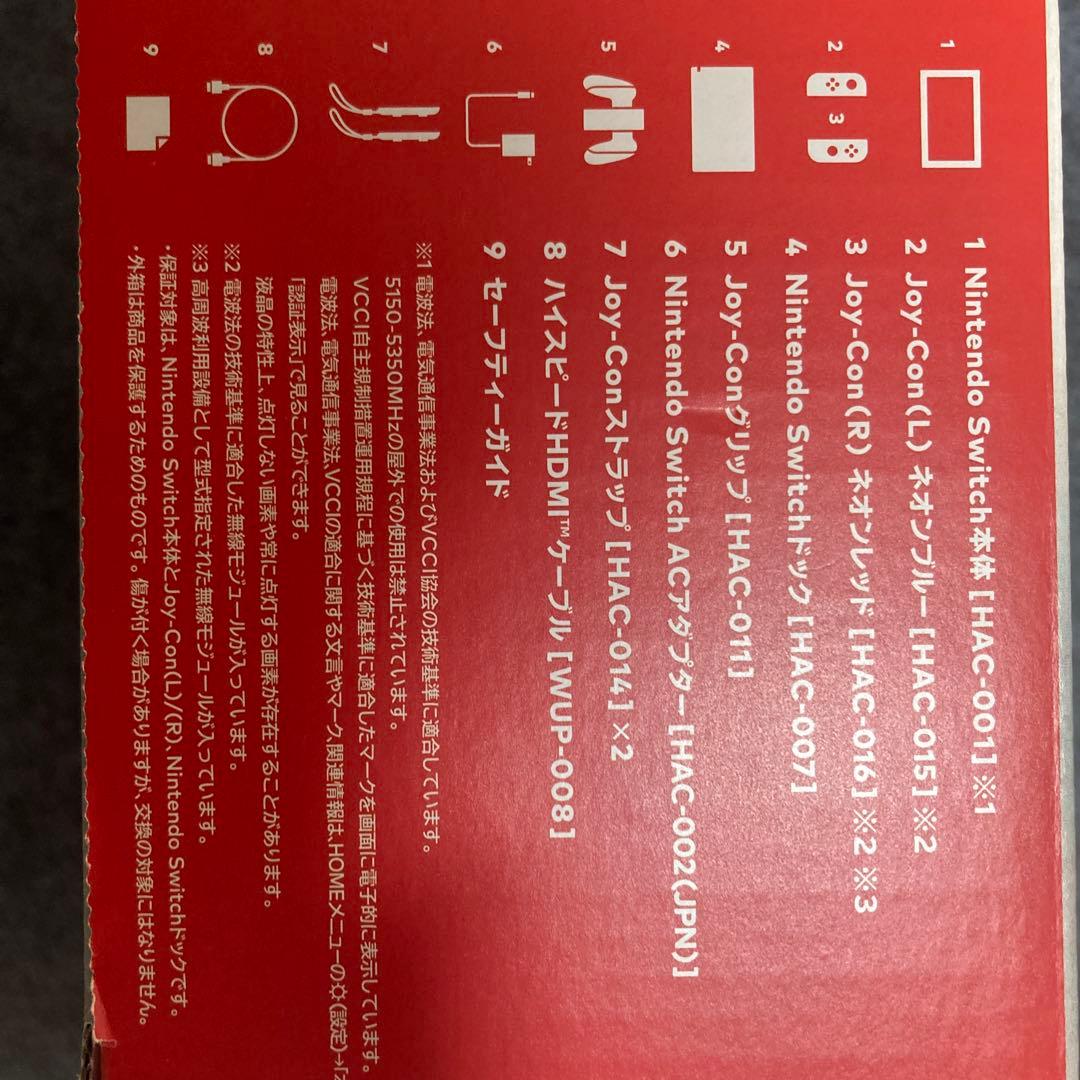 1
2
3
4
5
6
7
8
9
1 Nintendo Switch本体 [HAC-001] ※1
2 Joy-Con(L) ネオンブルー [HAC-015] ※2
3 Joy-Con(R) ネオンレッド [HAC-016] ※2 ※3
4 Nintendo Switchドック [HAC-007]
5 Joy-Conグリップ [HAC-011]
6 Nintendo Switch ACアダプター [HAC-002(JPN)]
7 Joy-Conストラップ [HAC-014] ×2
8 ハイスピードHDMI™ケーブル [WUP-008]
9 セーフティーガイド
※1 電波法、電気通信事業法およびVCCI協会の技術基準に適合しています。
5150-5350MHzの屋外での使用は禁止されています。
VCCI自主規制措置運用規程に基づく技術基準に適合したマークを画面に電子的に表示しています。
電波法、電気通信事業法、VCCIの適合に関する文言やマーク、関連情報は、HOMEメニューの(設定)→「
「認証表示」で見ることができます。
液晶の特性上、点灯しない画素や常に点灯する画素が存在することがあります。
※2 電波法の技術基準に適合した無線モジュールが入っています。
※3 高周波利用設備として型式指定された無線モジュールが入っています。
・保証対象は、Nintendo Switch本体とJoy-Con(L)/(R)、Nintendo Switchドックです。
・外箱は商品を保護するためのものです。傷が付く場合がありますが、交換の対象にはなりません。